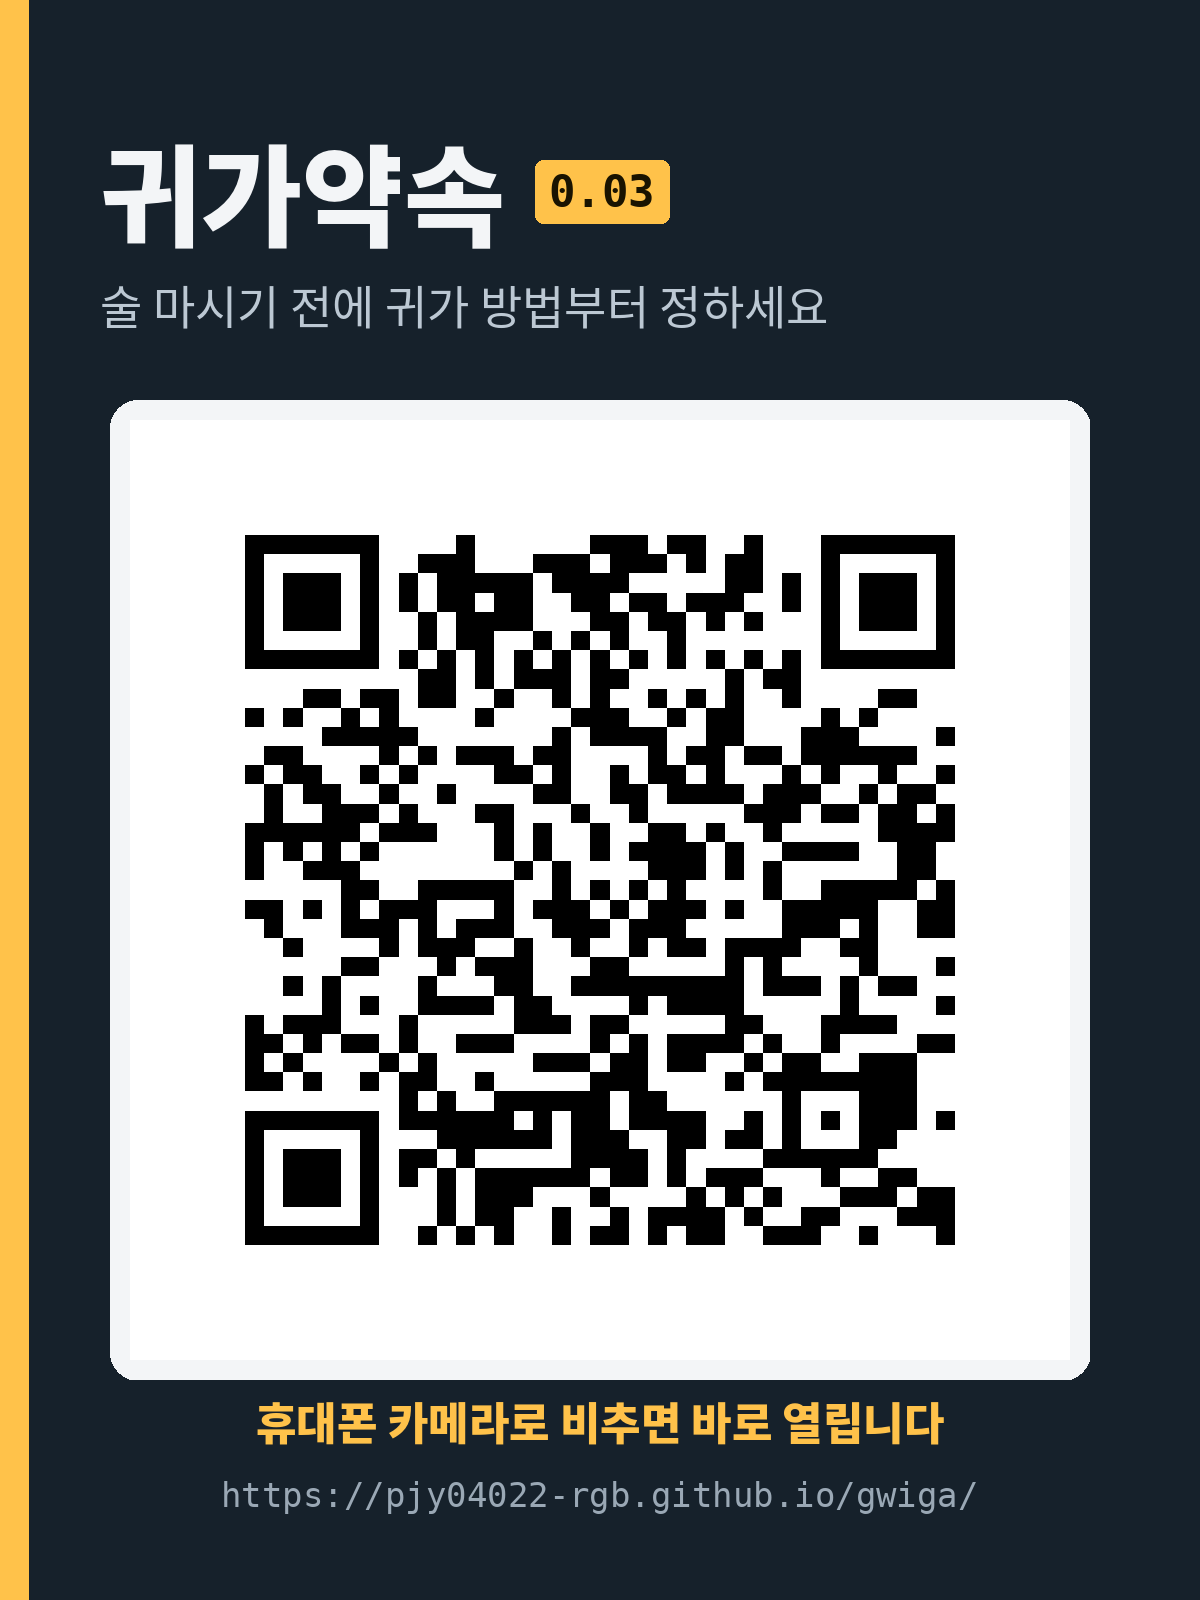 귀가약속 0.03
술 마시기 전에 귀가 방법부터 정하세요
휴대폰 카메라로 비추면 바로 열립니다
https://pjy04022-rgb.github.io/gwiga/